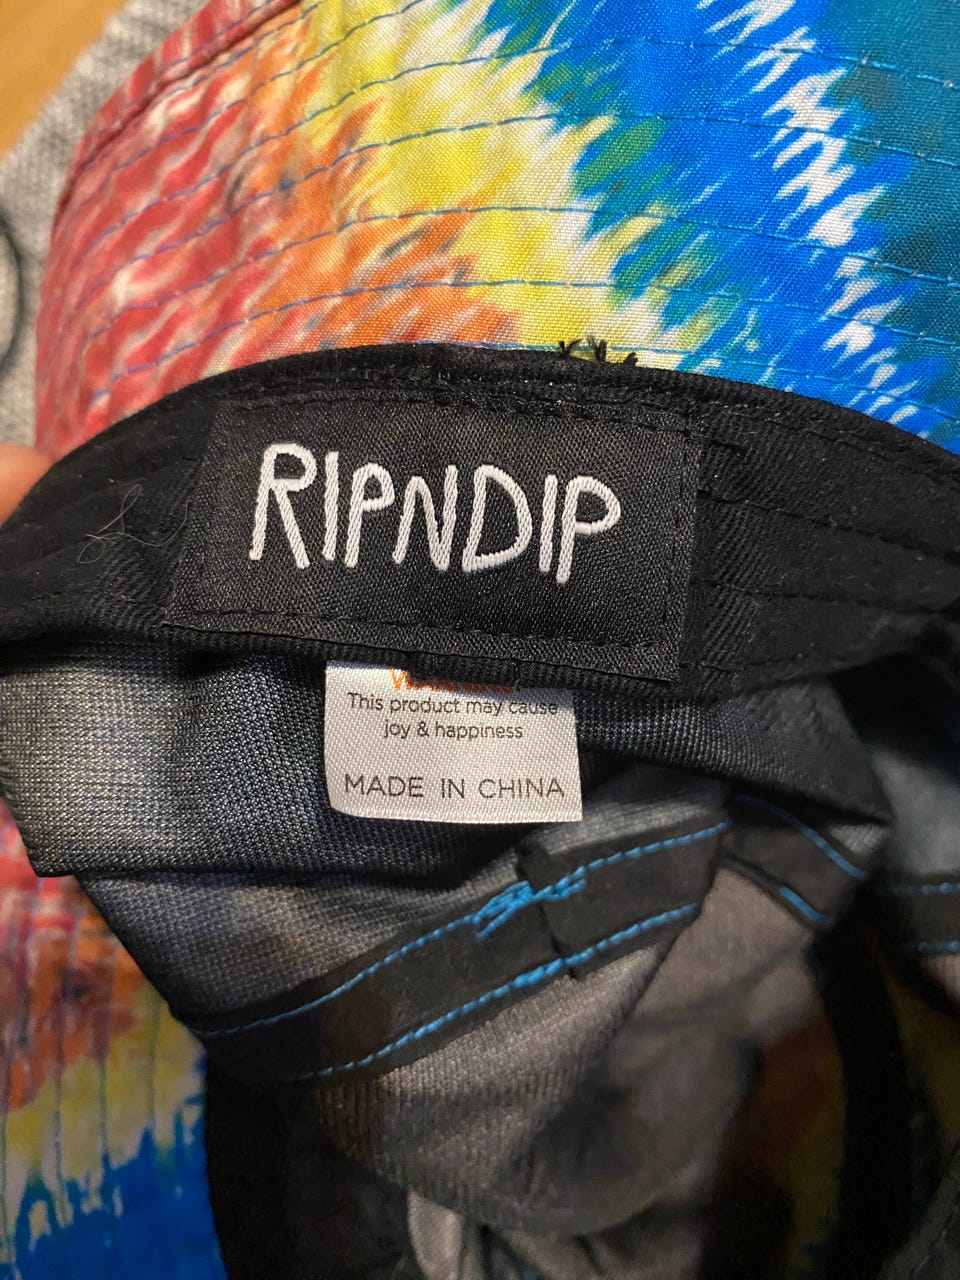 RIPNDIP
This product may cause
joy & happiness
MADE IN CHINA